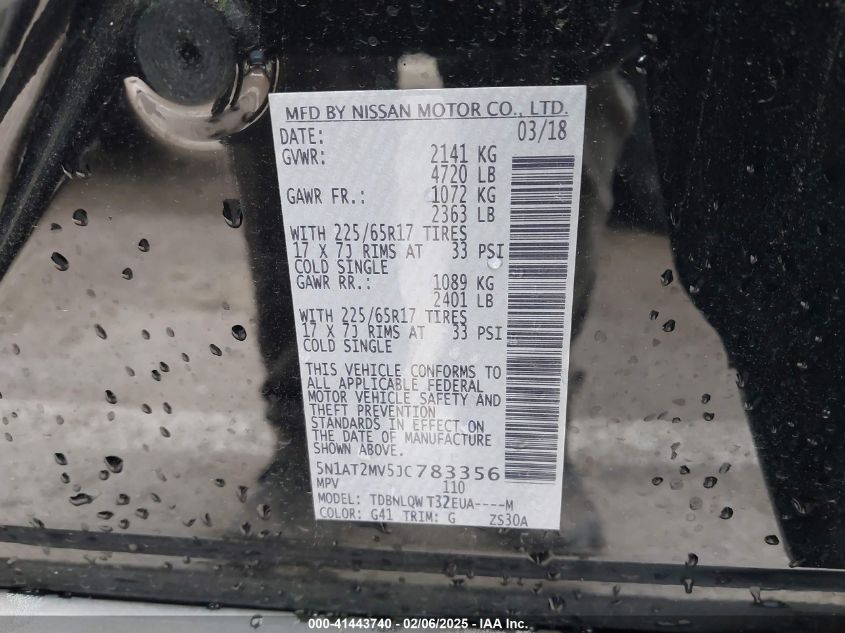 MFD BY NISSAN MOTOR CO., LTD.
DATE: 03/18
GVWR: 2141 KG
4720 LB
GAWR FR.: 1072 KG
2363 LB
WITH 225/65R17 TIRES
17 X 7J RIMS AT 33 PSI
COLD SINGLE
GAWR RR.: 1089 KG
2401 LB
WITH 225/65R17 TIRES
17 X 7J RIMS AT 33 PSI
COLD SINGLE
THIS VEHICLE CONFORMS TO
ALL APPLICABLE FEDERAL
MOTOR VEHICLE SAFETY AND
THEFT PREVENTION
STANDARDS IN EFFECT ON
THE DATE OF MANUFACTURE
SHOWN ABOVE.
5N1AT2MV5JC783356
MPV 110
MODEL: TDBNLQW T32EUA----M
COLOR: G41 TRIM: G ZS30A
000-41443740 - 02/06/2025 - IAA Inc.